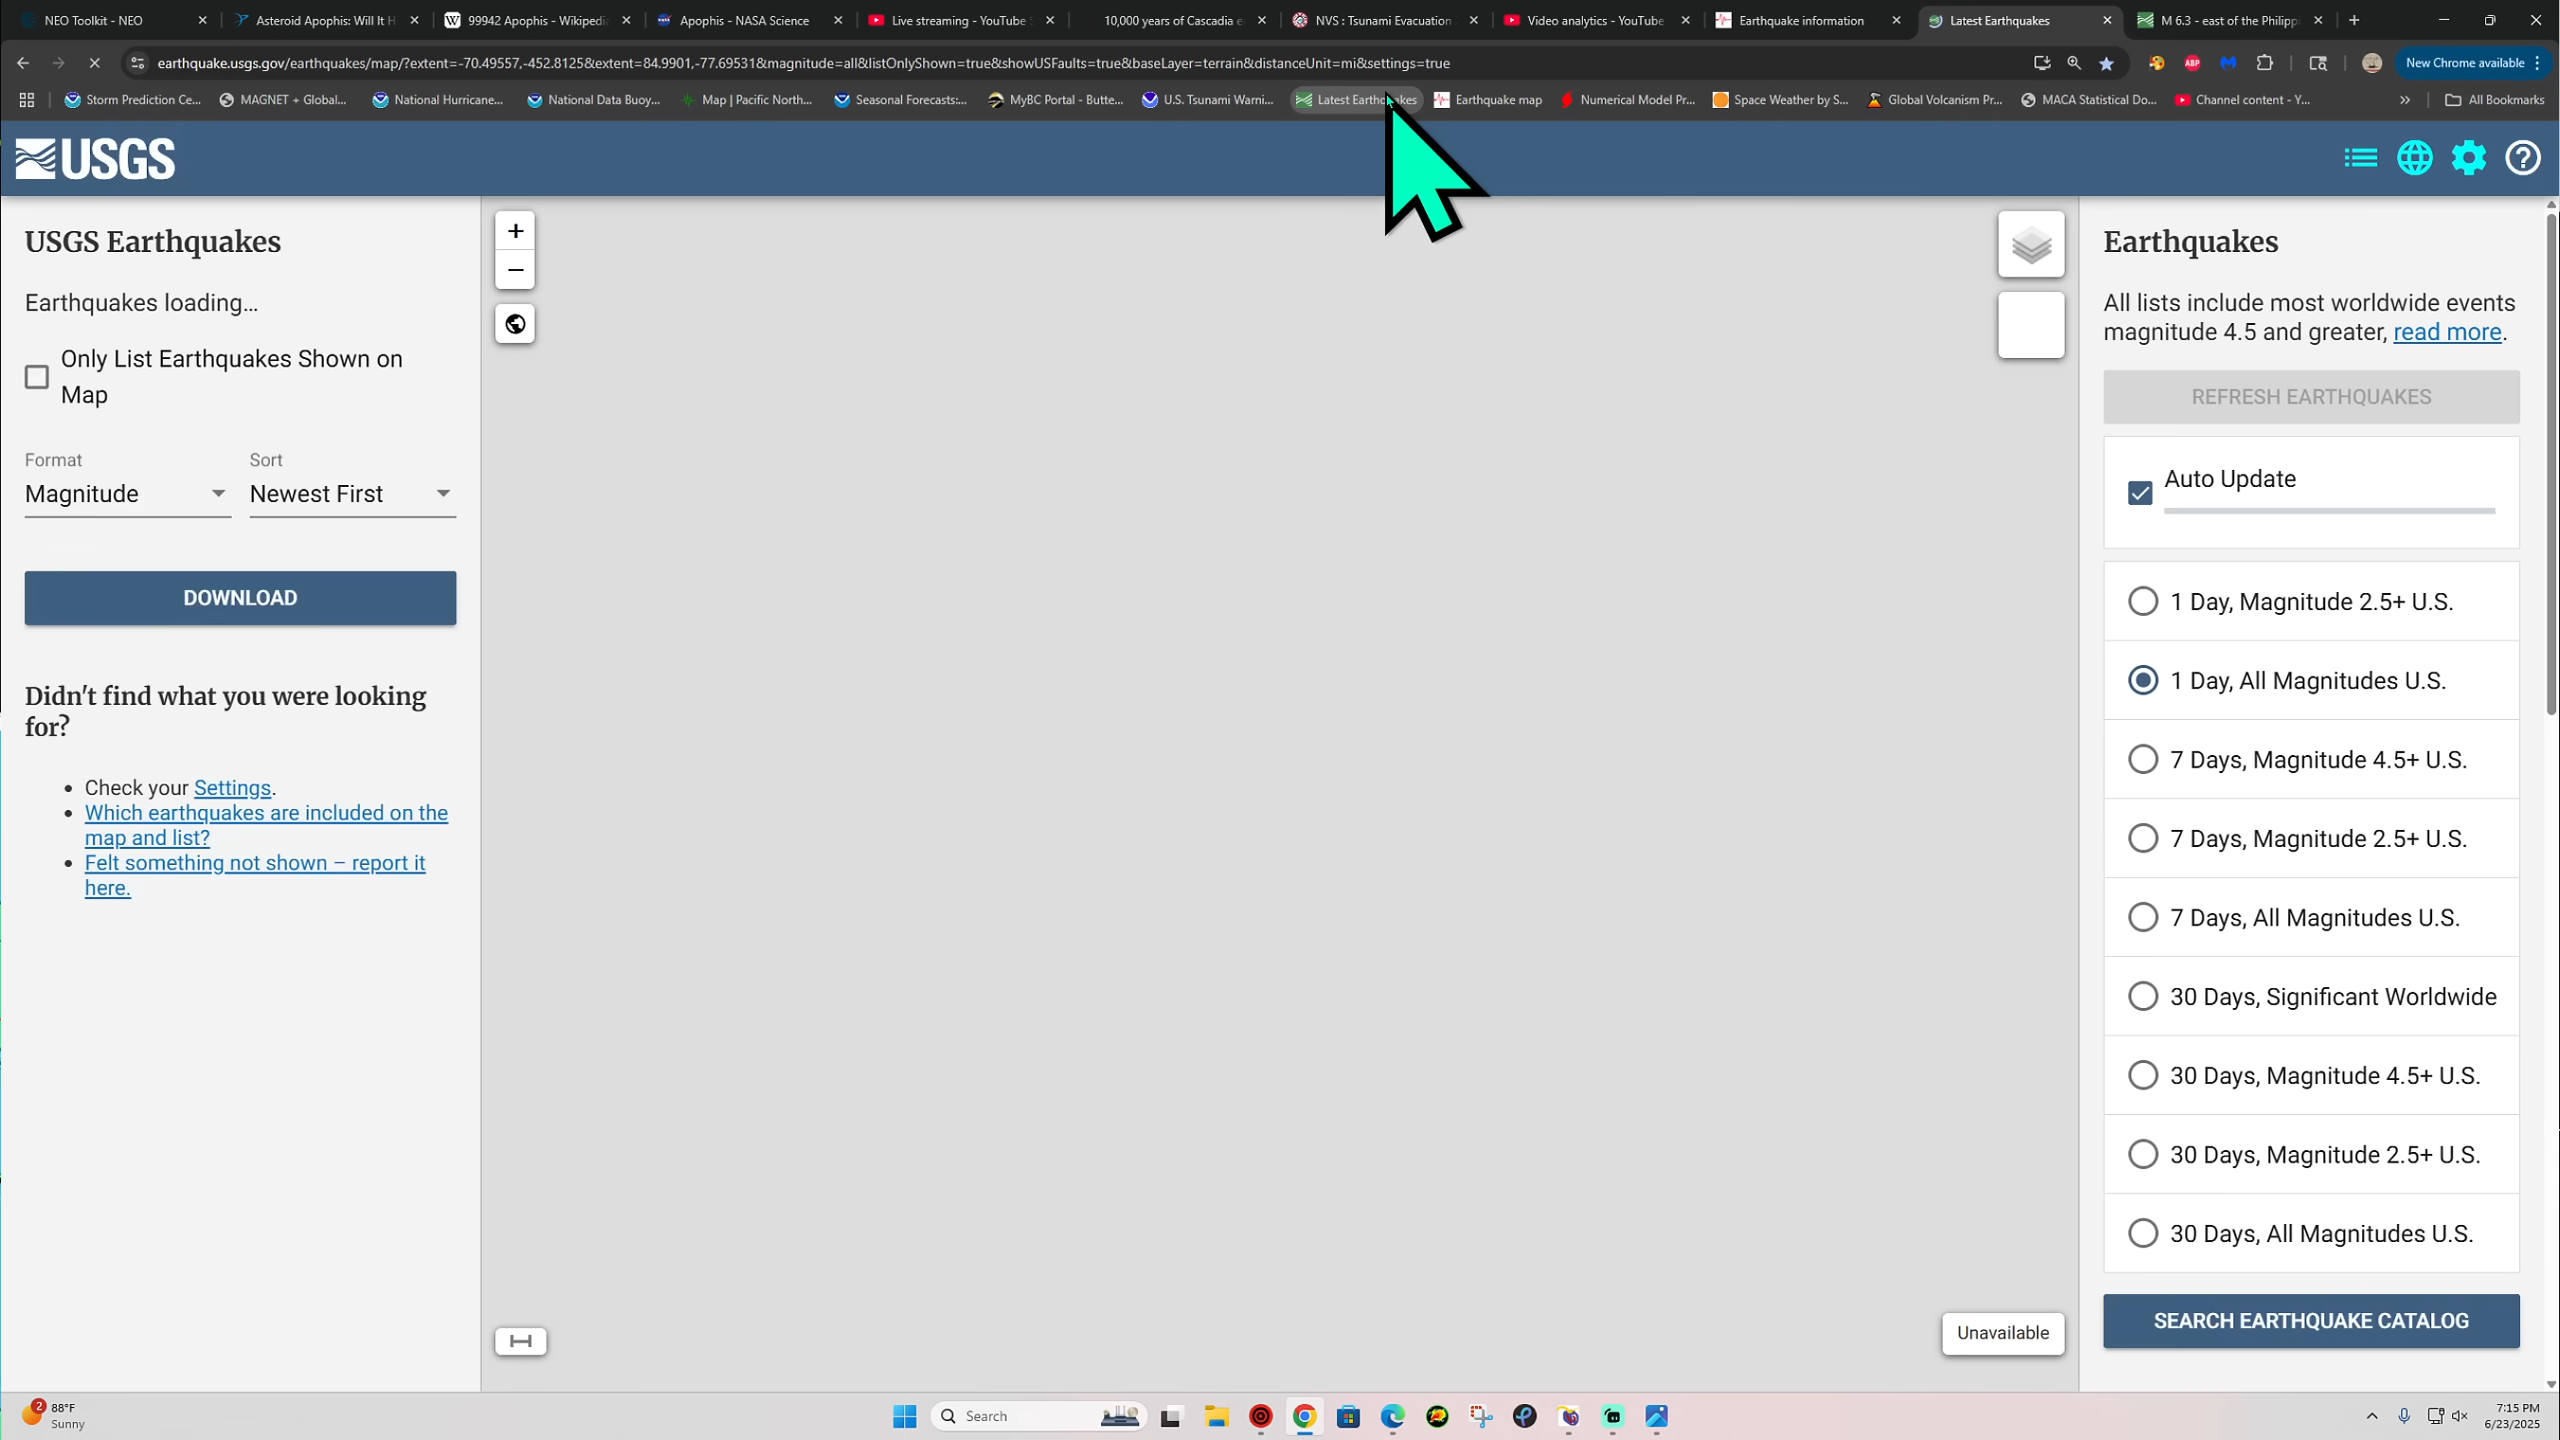 NEO Toolkit - NEO
Asteroid Apophis: Will It H
99942 Apophis - Wikipedi
Apophis - NASA Science
Live streaming - YouTube S
10,000 years of Cascadia e
NVS : Tsunami Evacuation
Video analytics - YouTube
Earthquake information
Latest Earthquakes
M 6.3 - east of the Philipp
earthquake.usgs.gov/earthquakes/map/?extent=-70.49557,-452.8125&extent=84.9901,-77.69531&magnitude=all&listOnlyShown=true&showUSFaults=true&baseLayer=terrain&distanceUnit=mi&settings=true
ABP
New Chrome available
Storm Prediction Ce...
MAGNET + Global...
National Hurricane...
National Data Buoy...
Map | Pacific North...
Seasonal Forecasts:...
MyBC Portal - Butte...
U.S. Tsunami Warni...
Latest Earthquakes
Earthquake map
Numerical Model Pr...
Space Weather by S...
Global Volcanism Pr...
MACA Statistical Do...
Channel content - Y...
All Bookmarks
USGS
USGS Earthquakes
Earthquakes loading...
Only List Earthquakes Shown on
Map
Format
Sort
Magnitude
Newest First
DOWNLOAD
Didn't find what you were looking
for?
Check your Settings.
Which earthquakes are included on the
map and list?
Felt something not shown – report it
here.
+
−
Unavailable
Earthquakes
All lists include most worldwide events
magnitude 4.5 and greater, read more.
REFRESH EARTHQUAKES
Auto Update
1 Day, Magnitude 2.5+ U.S.
1 Day, All Magnitudes U.S.
7 Days, Magnitude 4.5+ U.S.
7 Days, Magnitude 2.5+ U.S.
7 Days, All Magnitudes U.S.
30 Days, Significant Worldwide
30 Days, Magnitude 4.5+ U.S.
30 Days, Magnitude 2.5+ U.S.
30 Days, All Magnitudes U.S.
SEARCH EARTHQUAKE CATALOG
2
88°F
Sunny
Search
7:15 PM
6/23/2025